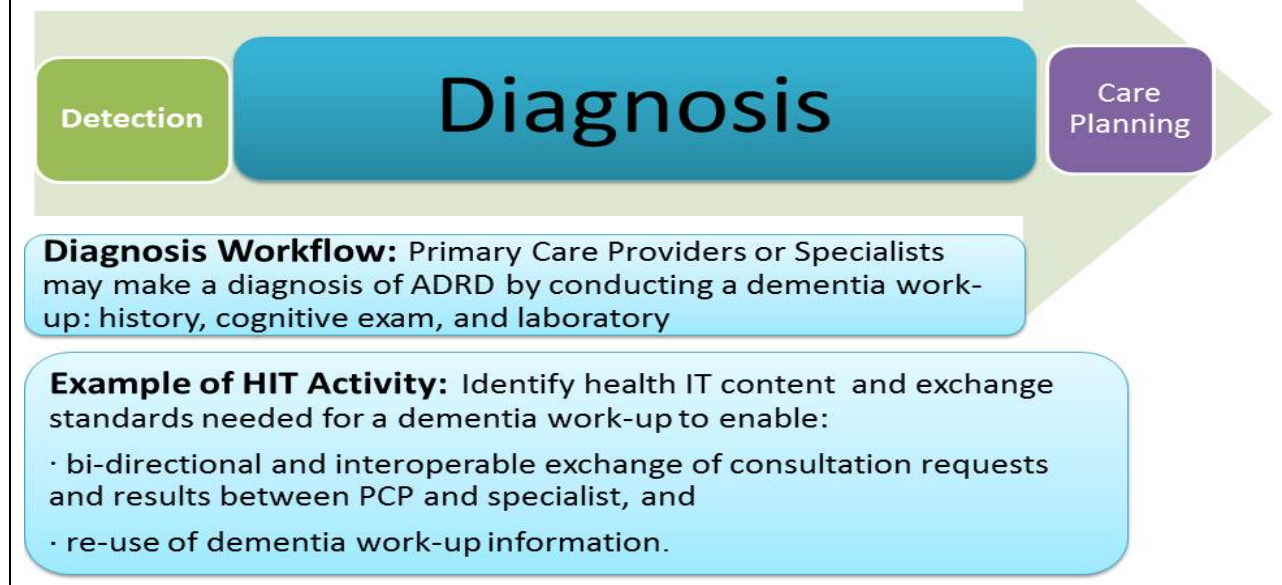 Detection
Diagnosis
Care
Planning
Diagnosis Workflow: Primary Care Providers or Specialists
may make a diagnosis of ADRD by conducting a dementia work-
up: history, cognitive exam, and laboratory
Example of HIT Activity: Identify health IT content and exchange
standards needed for a dementia work-up to enable:
· bi-directional and interoperable exchange of consultation requests
and results between PCP and specialist, and
· re-use of dementia work-up information.